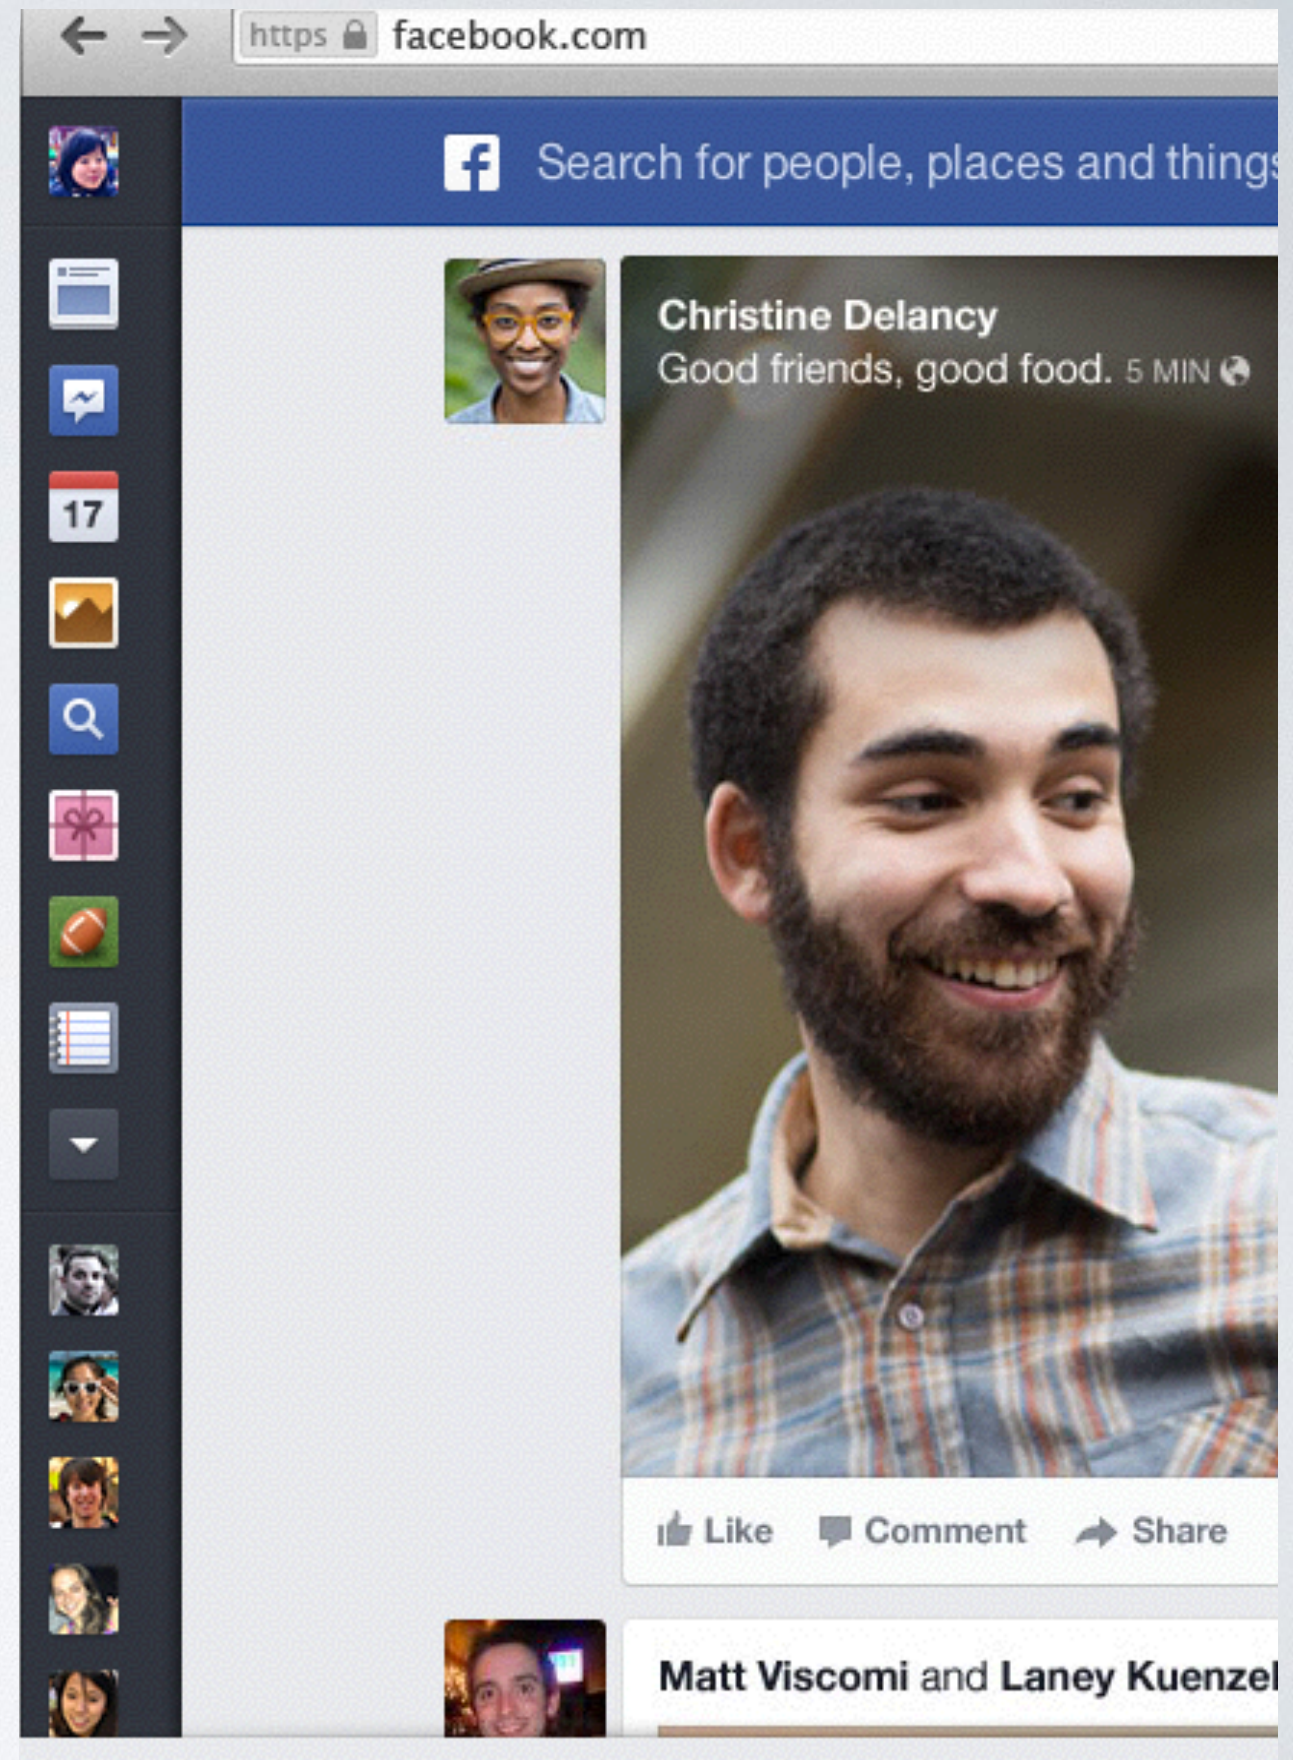 https facebook.com
f Search for people, places and things
Christine Delancy
Good friends, good food. 5 MIN
17
Like Comment Share
Matt Viscomi and Laney Kuenzel